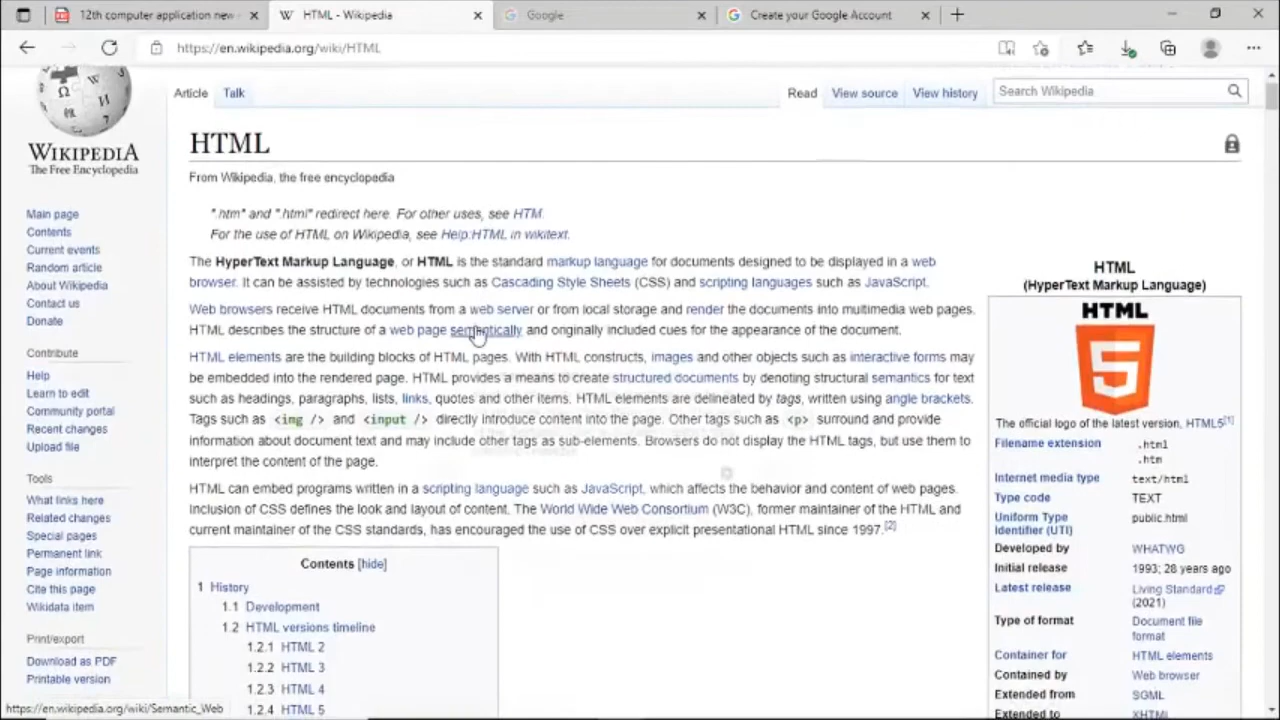 12th computer application new
HTML - Wikipedia
Google
Create your Google Account
https://en.wikipedia.org/wiki/HTML
WIKIPEDIA
The Free Encyclopedia
Main page
Contents
Current events
Random article
About Wikipedia
Contact us
Donate
Contribute
Help
Learn to edit
Community portal
Recent changes
Upload file
Tools
What links here
Related changes
Special pages
Permanent link
Page information
Cite this page
Wikidata item
Print/export
Download as PDF
Printable version
Article Talk
Read View source View history
Search Wikipedia
HTML
From Wikipedia, the free encyclopedia
".htm" and ".html" redirect here. For other uses, see HTM.
For the use of HTML on Wikipedia, see Help:HTML in wikitext.
The HyperText Markup Language, or HTML is the standard markup language for documents designed to be displayed in a web
browser. It can be assisted by technologies such as Cascading Style Sheets (CSS) and scripting languages such as JavaScript.
Web browsers receive HTML documents from a web server or from local storage and render the documents into multimedia web pages.
HTML describes the structure of a web page semantically and originally included cues for the appearance of the document.
HTML elements are the building blocks of HTML pages. With HTML constructs, images and other objects such as interactive forms may
be embedded into the rendered page. HTML provides a means to create structured documents by denoting structural semantics for text
such as headings, paragraphs, lists, links, quotes and other items. HTML elements are delineated by tags, written using angle brackets.
Tags such as <img /> and <input /> directly introduce content into the page. Other tags such as <p> surround and provide
information about document text and may include other tags as sub-elements. Browsers do not display the HTML tags, but use them to
interpret the content of the page.
HTML can embed programs written in a scripting language such as JavaScript, which affects the behavior and content of web pages.
Inclusion of CSS defines the look and layout of content. The World Wide Web Consortium (W3C), former maintainer of the HTML and
current maintainer of the CSS standards, has encouraged the use of CSS over explicit presentational HTML since 1997.[2]
Contents [hide]
1 History
1.1 Development
1.2 HTML versions timeline
1.2.1 HTML 2
1.2.2 HTML 3
1.2.3 HTML 4
1.2.4 HTML 5
HTML
(HyperText Markup Language)
HTML
5
The official logo of the latest version, HTML5[1]
Filename extension .html
.htm
Internet media type text/html
Type code TEXT
Uniform Type public.html
Identifier (UTI)
Developed by WHATWG
Initial release 1993; 28 years ago
Latest release Living Standard
(2021)
Type of format Document file
format
Container for HTML elements
Contained by Web browser
Extended from SGML
Extended to XHTML
https://en.wikipedia.org/wiki/Semantic_Web